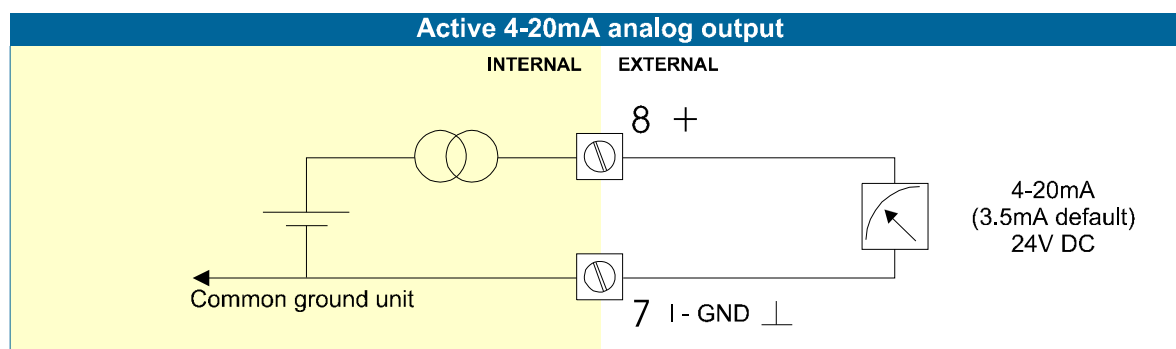 Active 4-20mA analog output
INTERNAL EXTERNAL
8 +
4-20mA
(3.5mA default)
24V DC
Common ground unit
7 I - GND ⊥